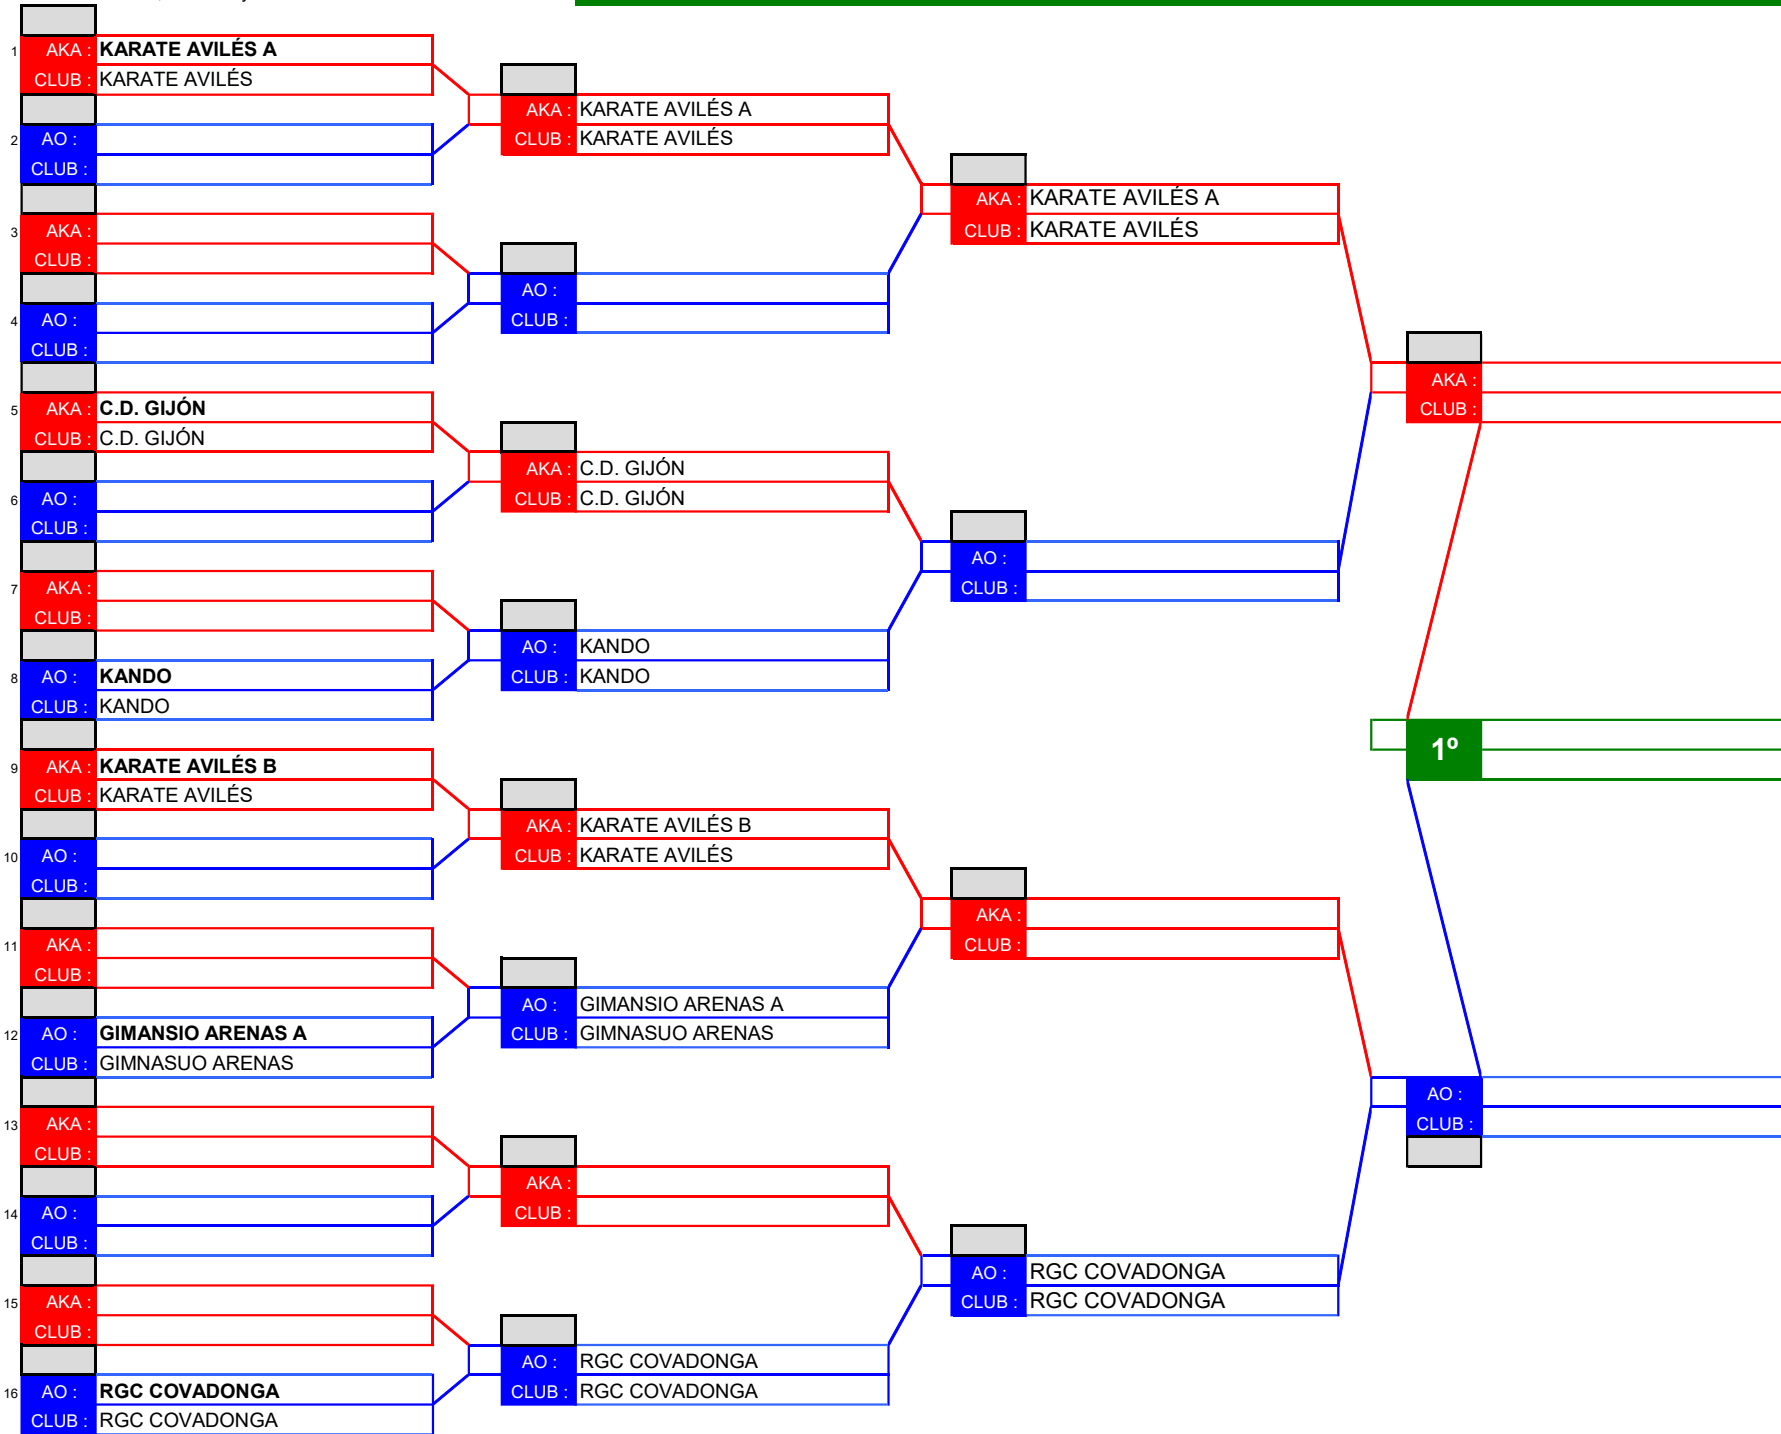 1 AKA : KARATE AVILÉS A
CLUB : KARATE AVILÉS
2 AO :
CLUB :
3 AKA :
CLUB :
4 AO :
CLUB :
5 AKA : C.D. GIJÓN
CLUB : C.D. GIJÓN
6 AO :
CLUB :
7 AKA :
CLUB :
8 AO : KANDO
CLUB : KANDO
9 AKA : KARATE AVILÉS B
CLUB : KARATE AVILÉS
10 AO :
CLUB :
11 AKA :
CLUB :
12 AO : GIMANSIO ARENAS A
CLUB : GIMNASUO ARENAS
13 AKA :
CLUB :
14 AO :
CLUB :
15 AKA :
CLUB :
16 AO : RGC COVADONGA
CLUB : RGC COVADONGA
AKA : KARATE AVILÉS A
CLUB : KARATE AVILÉS
AO :
CLUB :
AKA : C.D. GIJÓN
CLUB : C.D. GIJÓN
AO : KANDO
CLUB : KANDO
AKA : KARATE AVILÉS B
CLUB : KARATE AVILÉS
AO : GIMANSIO ARENAS A
CLUB : GIMNASUO ARENAS
AKA :
CLUB :
AO : RGC COVADONGA
CLUB : RGC COVADONGA
AKA : KARATE AVILÉS A
CLUB : KARATE AVILÉS
AO :
CLUB :
AKA :
CLUB :
AO : RGC COVADONGA
CLUB : RGC COVADONGA
AKA :
CLUB :
1º
AO :
CLUB :